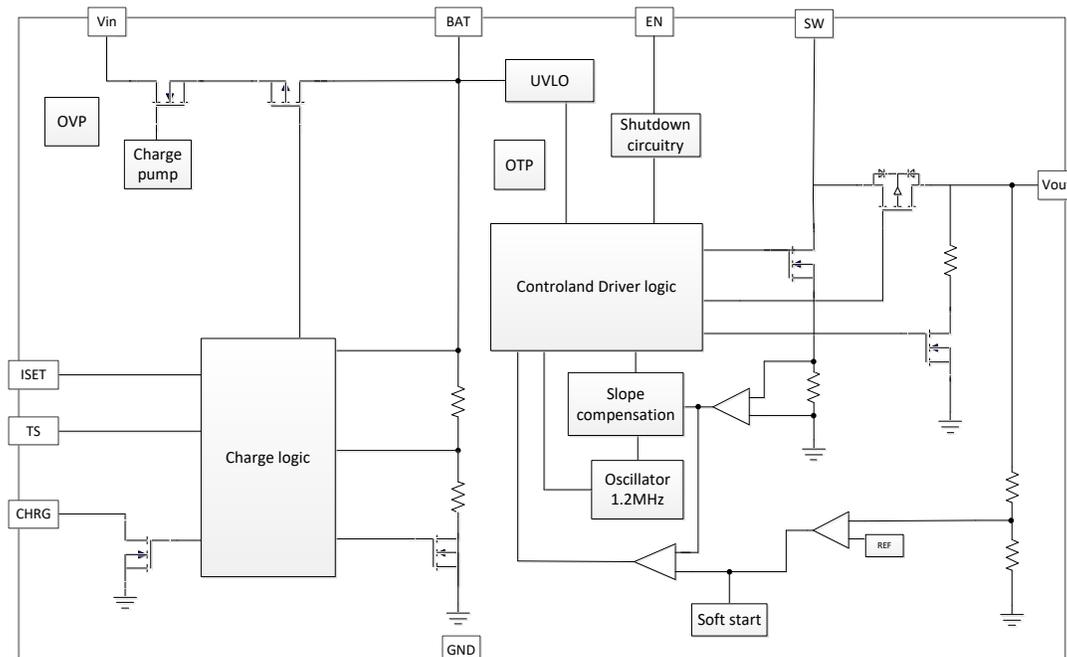 Vin
BAT
EN
SW
UVLO
OVP
Shutdown
circuitry
Charge
pump
OTP
Vou
Controland Driver logic
ISET
Slope
compensation
TS
Charge logic
Oscillator
1.2MHz
CHRG
REF
Soft start
GND